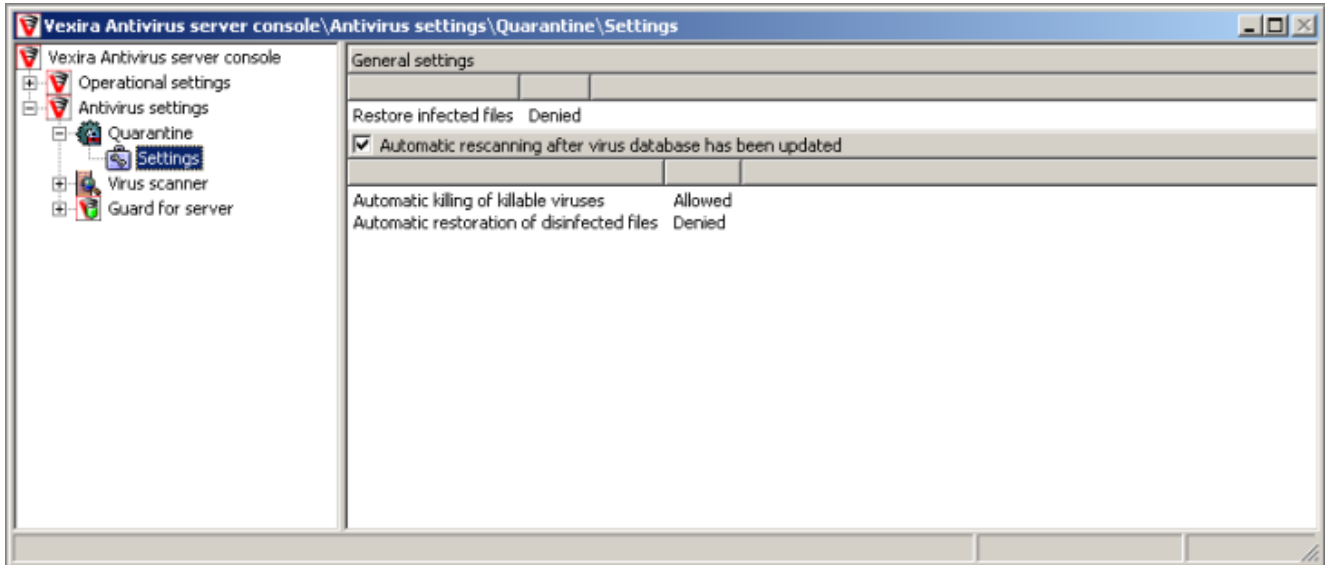 Vexira Antivirus server console\Antivirus settings\Quarantine\Settings
Vexira Antivirus server console
Operational settings
Antivirus settings
Quarantine
Settings
Virus scanner
Guard for server
General settings
Restore infected files Denied
Automatic rescanning after virus database has been updated
Automatic killing of killable viruses Allowed
Automatic restoration of disinfected files Denied